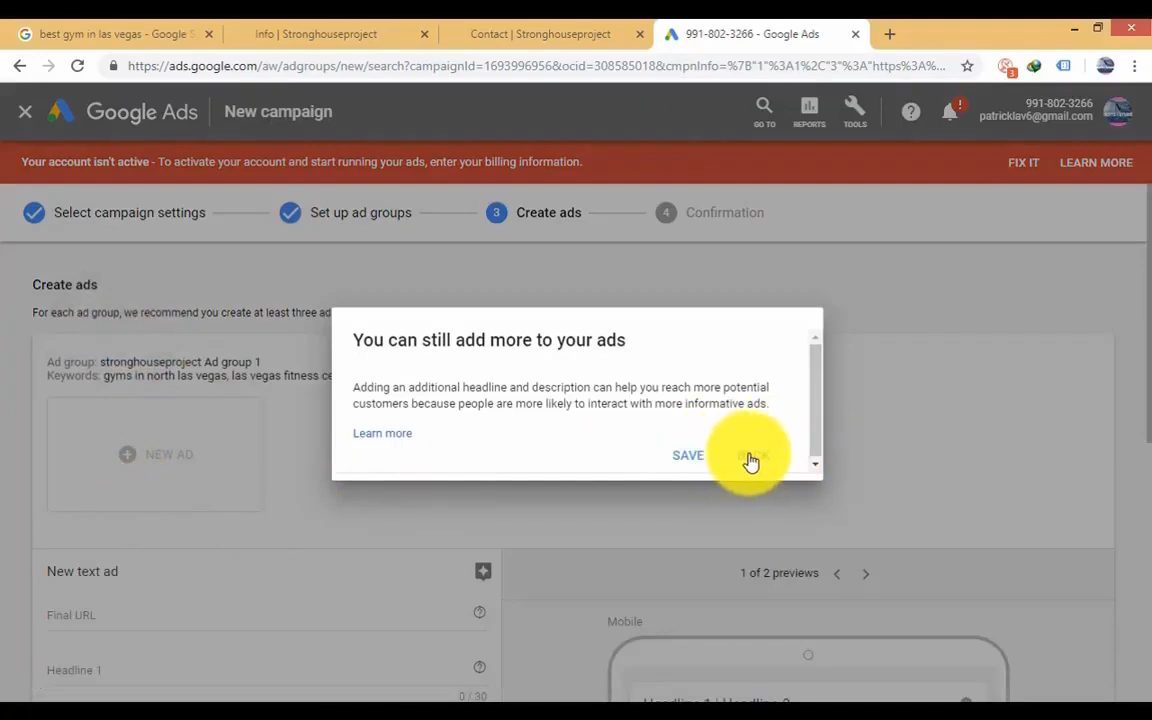 best gym in las vegas - Google S
Info | Stronghouseproject
Contact | Stronghouseproject
991-802-3266 - Google Ads
https://ads.google.com/aw/adgroups/new/search?campaignId=1693996956&ocid=308585018&cmpnInfo=%7B"1"%3A1%2C"3"%3A"https%3A%...
3
Google Ads
New campaign
GO TO
REPORTS
TOOLS
!
991-802-3266
patricklav6@gmail.com
Your account isn't active - To activate your account and start running your ads, enter your billing information.
FIX IT
LEARN MORE
Select campaign settings
Set up ad groups
3 Create ads
4 Confirmation
Create ads
For each ad group, we recommend you create at least three ad
Ad group: stronghouseproject Ad group 1
Keywords: gyms in north las vegas, las vegas fitness ce
NEW AD
You can still add more to your ads
Adding an additional headline and description can help you reach more potential
customers because people are more likely to interact with more informative ads.
Learn more
SAVE
New text ad
1 of 2 previews
Final URL
Mobile
Headline 1
0 / 30
Headline 1 | Headline 2